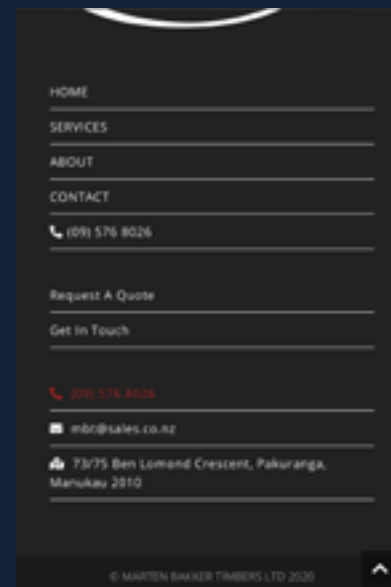 HOME
SERVICES
ABOUT
CONTACT
(09) 576 8026
Request A Quote
Get In Touch
(09) 576 8026
mbt@sales.co.nz
73/75 Ben Lomond Crescent, Pakuranga,
Manukau 2010
© MARTEN BAKKER TIMBERS LTD 2020